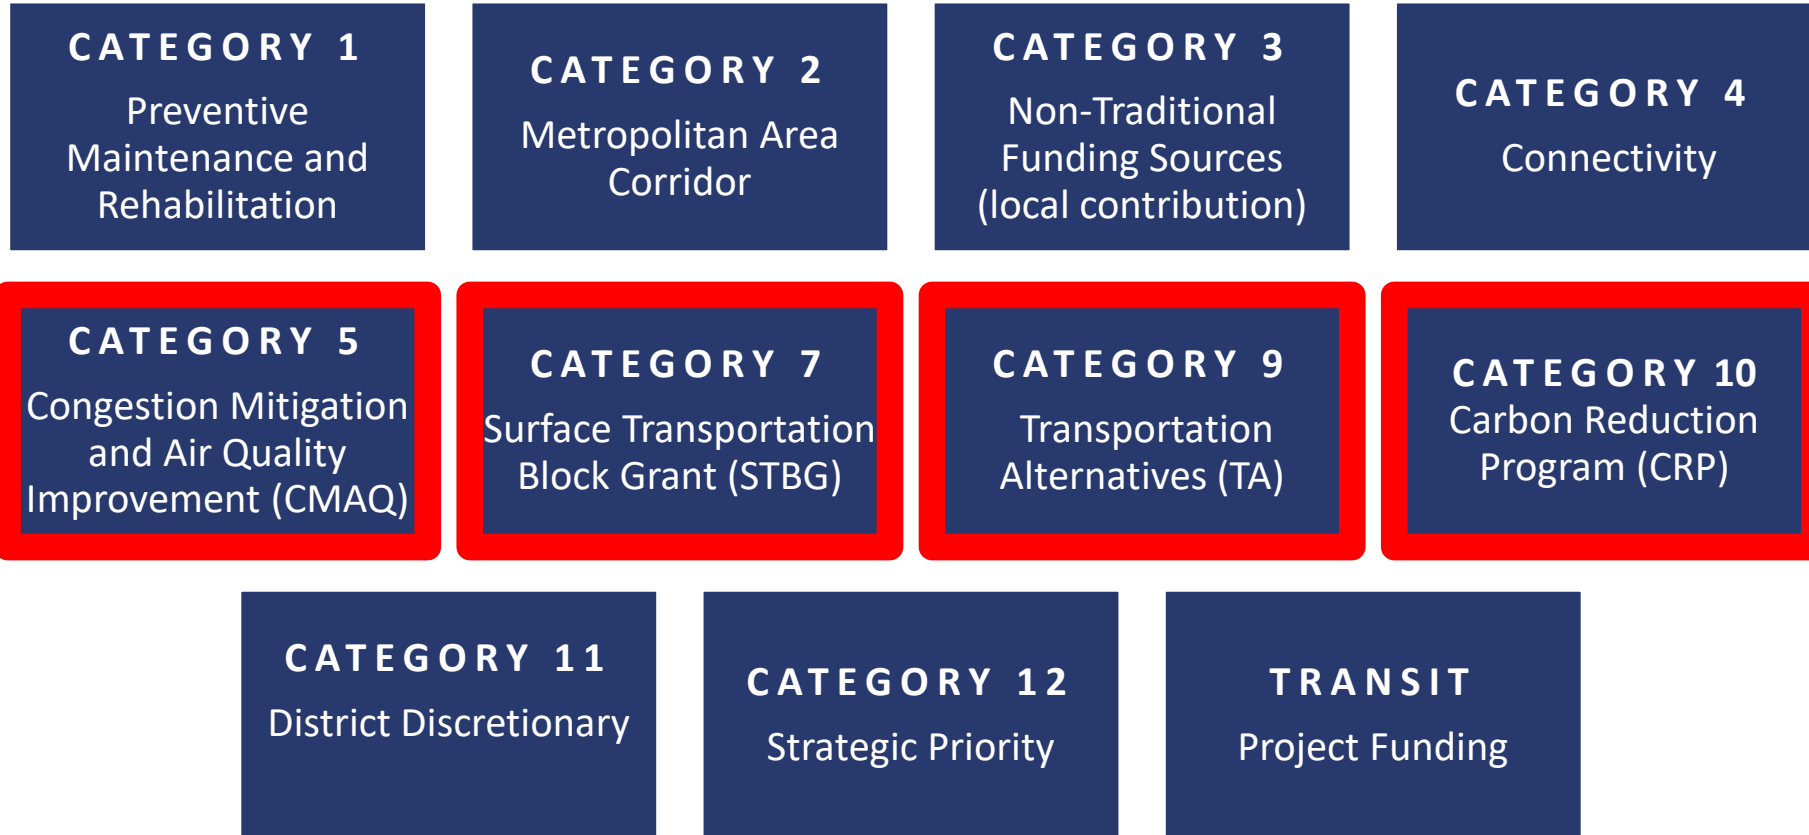 CATEGORY 1
Preventive
Maintenance and
Rehabilitation
CATEGORY 2
Metropolitan Area
Corridor
CATEGORY 3
Non-Traditional
Funding Sources
(local contribution)
CATEGORY 4
Connectivity
CATEGORY 5
Congestion Mitigation
and Air Quality
Improvement (CMAQ)
CATEGORY 7
Surface Transportation
Block Grant (STBG)
CATEGORY 9
Transportation
Alternatives (TA)
CATEGORY 10
Carbon Reduction
Program (CRP)
CATEGORY 11
District Discretionary
CATEGORY 12
Strategic Priority
TRANSIT
Project Funding